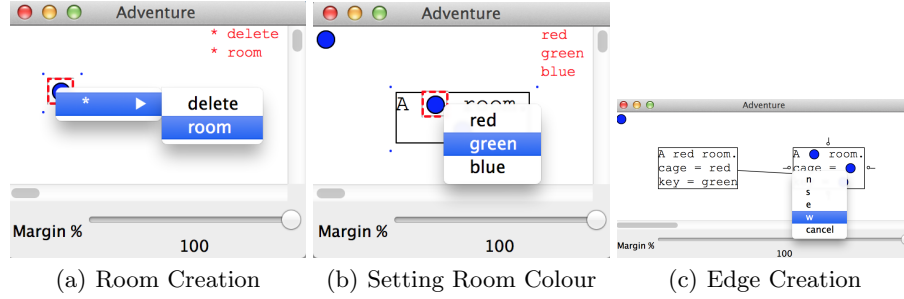 Adventure
* delete
* room
*
delete
room
Margin %
100
(a) Room Creation
Adventure
red
green
blue
A room.
red
green
blue
Margin %
100
(b) Setting Room Colour
Adventure
A red room.
cage = red
key = green
A room.
cage =
n
s
e
w
cancel
Margin %
100
(c) Edge Creation